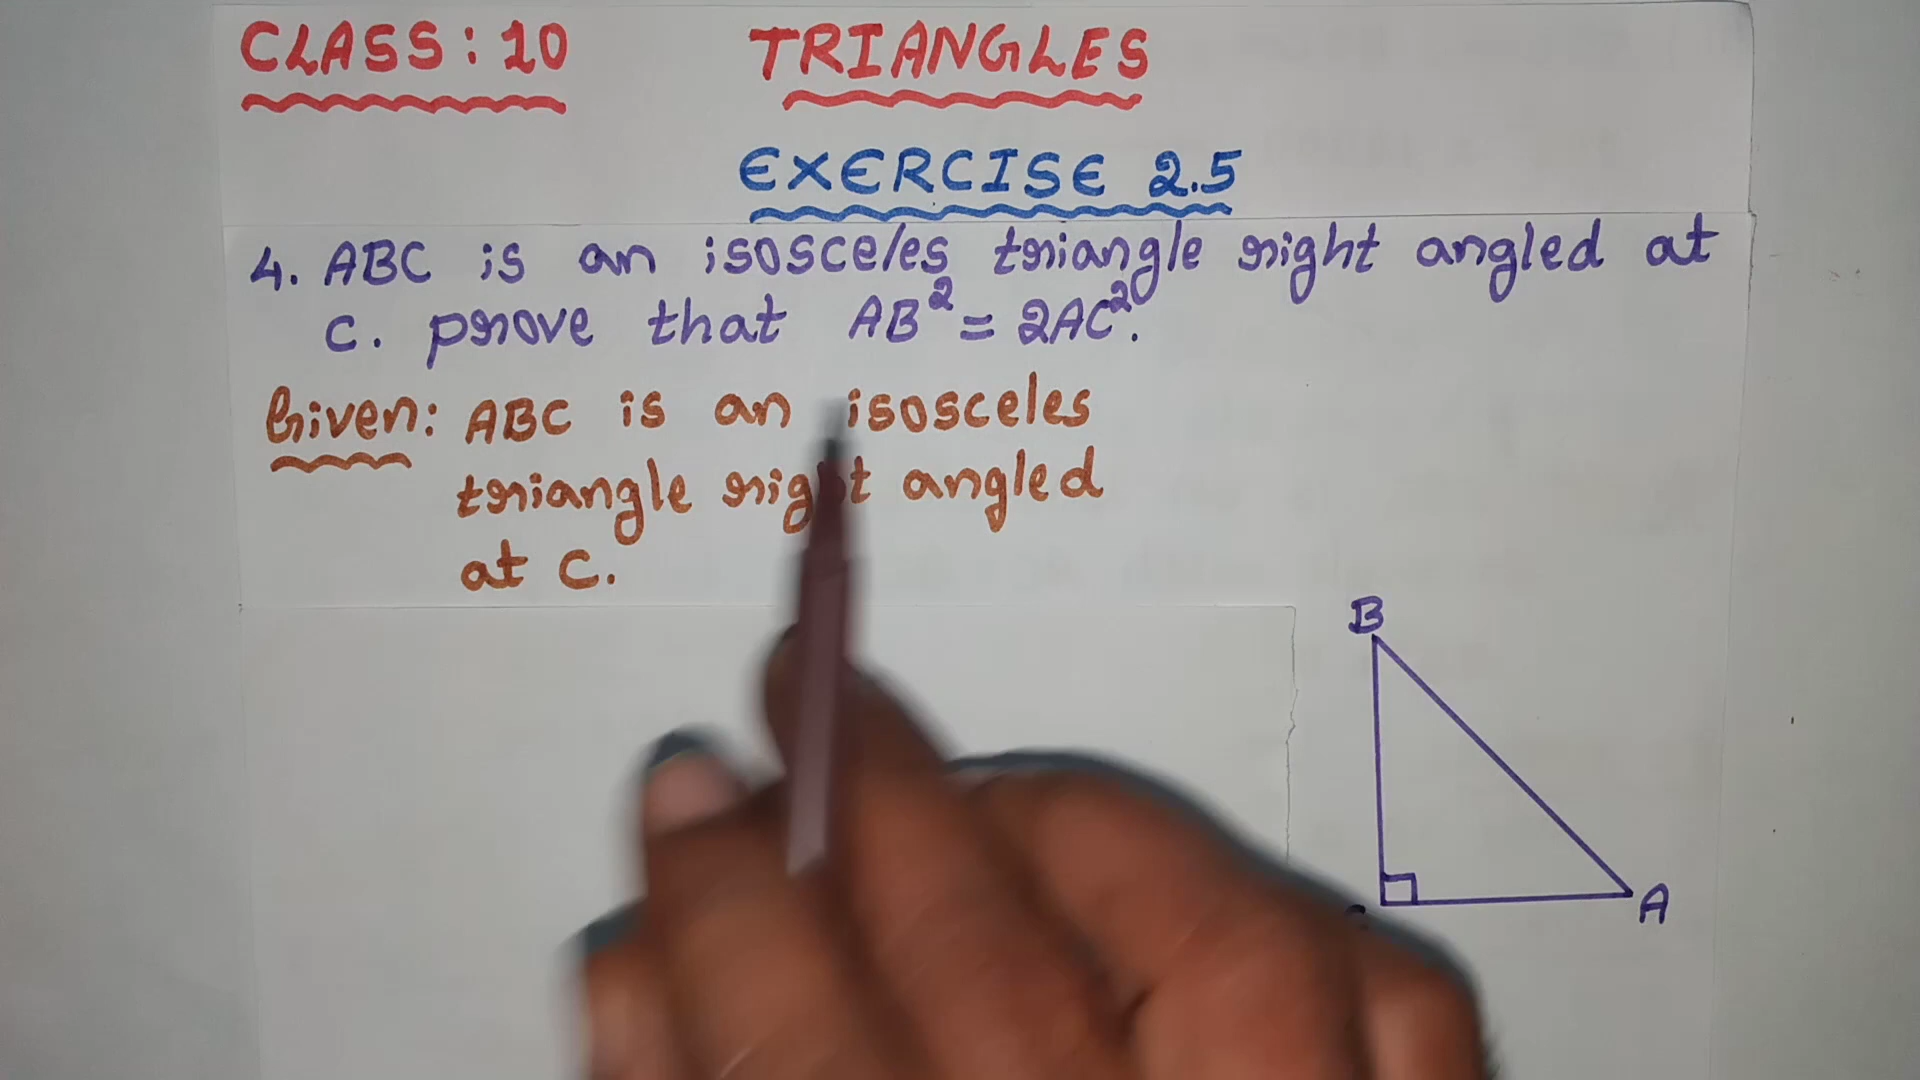 CLASS: 10 TRIANGLES
EXERCISE 2.5
4. ABC is an isosceles triangle right angled at
C. prove that AB² = 2AC².
Given: ABC is an isosceles
triangle right angled
at C.
B
A